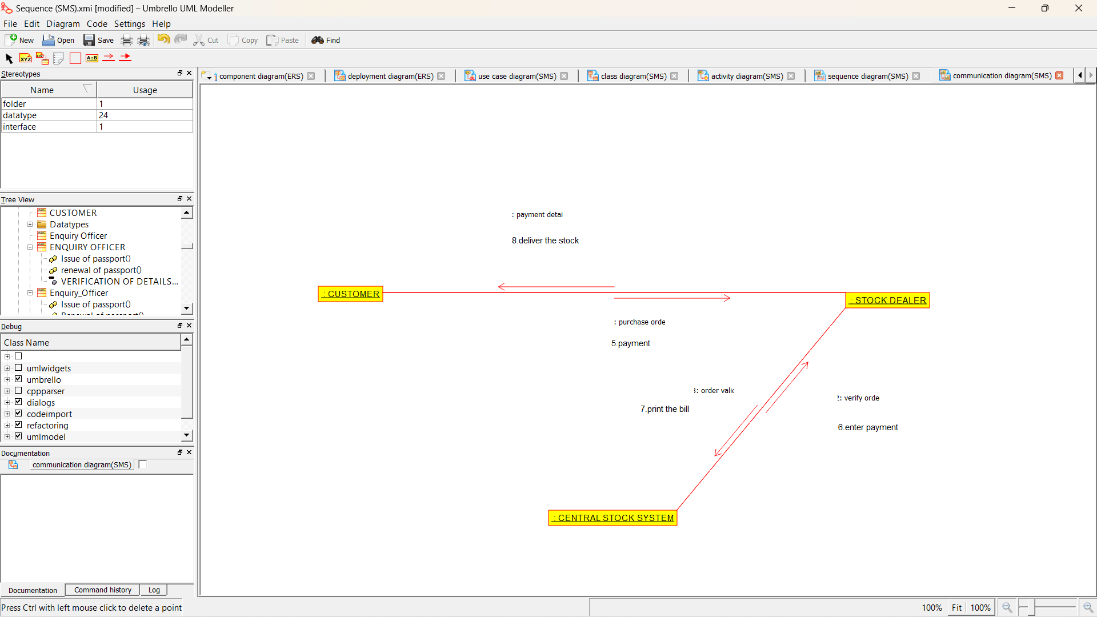 Sequence (SMS).xmi [modified] – Umbrello UML Modeller
File Edit Diagram Code Settings Help
New Open Save Cut Copy Paste Find
Stereotypes
Name Usage
folder 1
datatype 24
interface 1
Tree View
CUSTOMER
Datatypes
Enquiry Officer
ENQUIRY OFFICER
Issue of passport()
renewal of passport()
VERIFICATION OF DETAILS...
Enquiry_Officer
Issue of passport()
Debug
Class Name
umlwidgets
umbrello
cppparser
dialogs
codeimport
refactoring
umlmodel
Documentation
communication diagram(SMS)
Documentation Command history Log
Press Ctrl with left mouse click to delete a point
component diagram(ERS) deployment diagram(ERS) use case diagram(SMS) class diagram(SMS) activity diagram(SMS) sequence diagram(SMS) communication diagram(SMS)
: payment detai
8.deliver the stock
: CUSTOMER
: STOCK DEALER
: purchase orde
5.payment
3: order valic
7.print the bill
2: verify orde
6.enter payment
: CENTRAL STOCK SYSTEM
100% Fit 100%